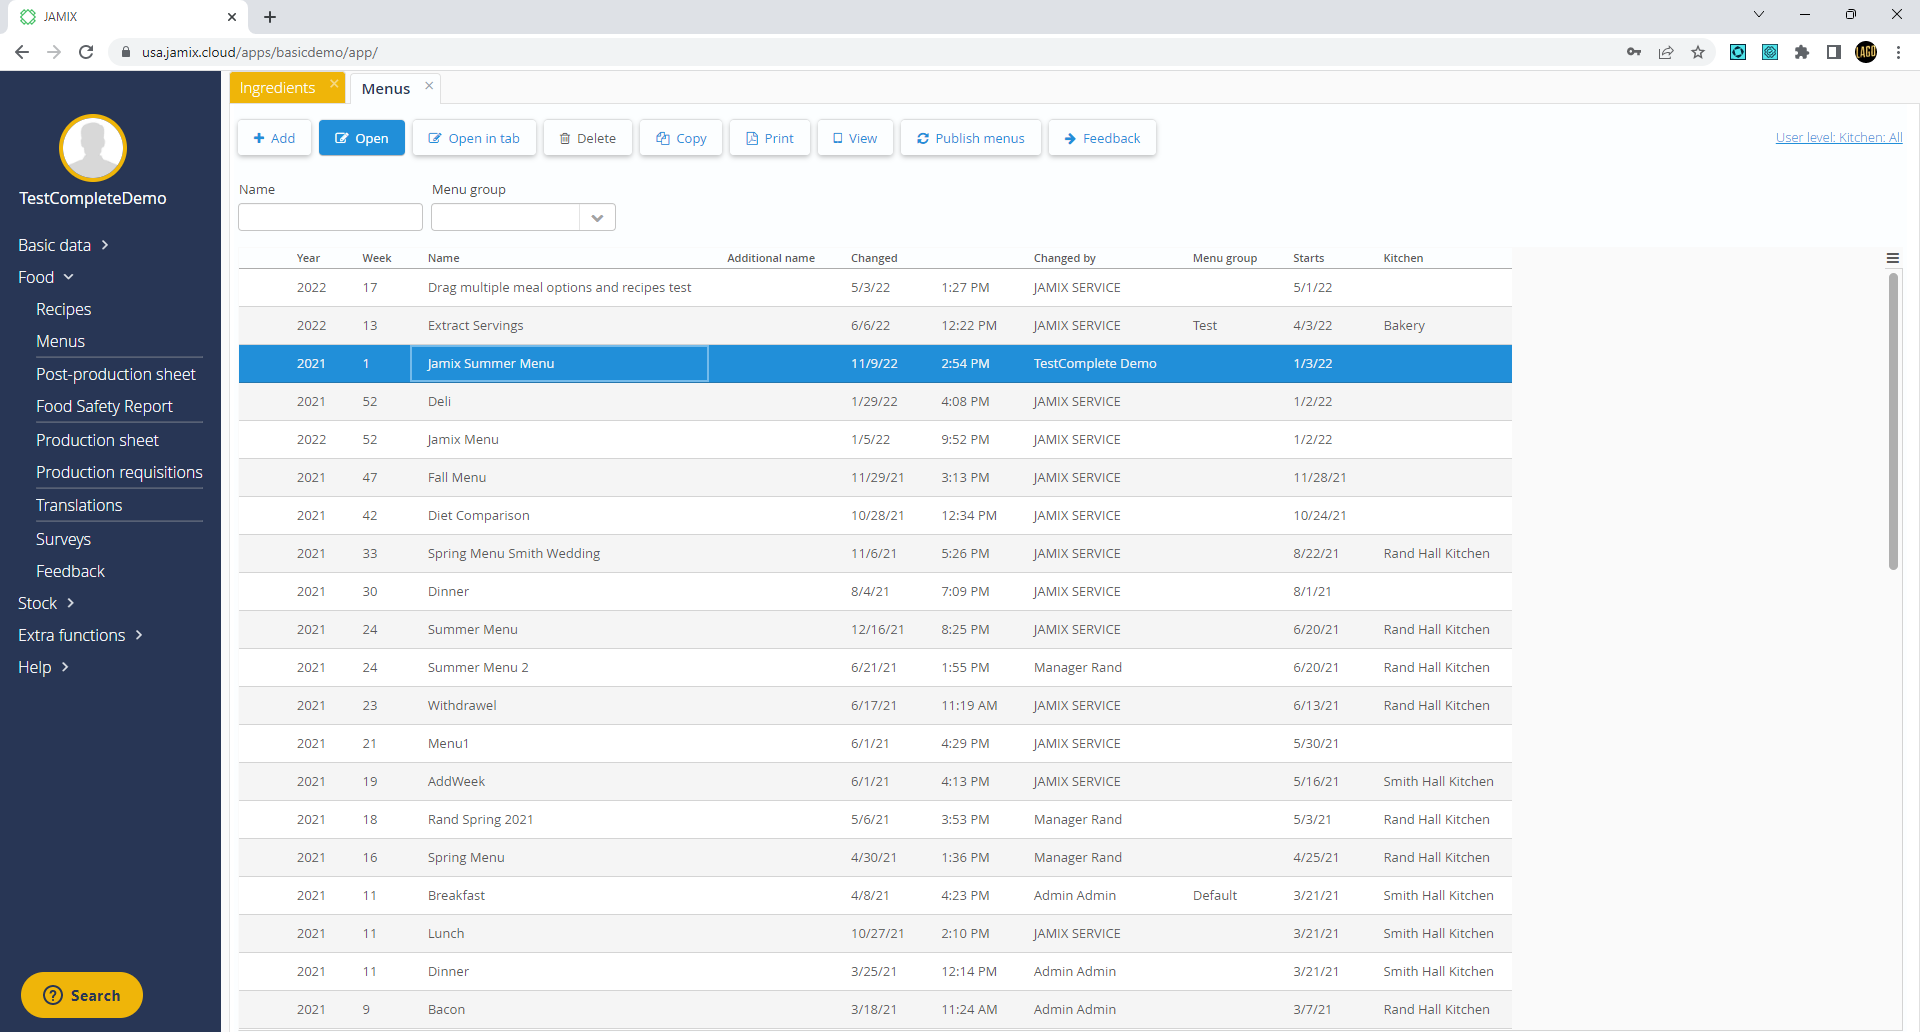 JAMIX
usa.jamix.cloud/apps/basicdemo/app/
LAGO
TestCompleteDemo
Basic data
Food
Recipes
Menus
Post-production sheet
Food Safety Report
Production sheet
Production requisitions
Translations
Surveys
Feedback
Stock
Extra functions
Help
Search
Ingredients Menus
Add Open Open in tab Delete Copy Print View Publish menus Feedback User level: Kitchen: All
Name Menu group
Year Week Name Additional name Changed Changed by Menu group Starts Kitchen
2022 17 Drag multiple meal options and recipes test 5/3/22 1:27 PM JAMIX SERVICE 5/1/22
2022 13 Extract Servings 6/6/22 12:22 PM JAMIX SERVICE Test 4/3/22 Bakery
2021 1 Jamix Summer Menu 11/9/22 2:54 PM TestComplete Demo 1/3/22
2021 52 Deli 1/29/22 4:08 PM JAMIX SERVICE 1/2/22
2022 52 Jamix Menu 1/5/22 9:52 PM JAMIX SERVICE 1/2/22
2021 47 Fall Menu 11/29/21 3:13 PM JAMIX SERVICE 11/28/21
2021 42 Diet Comparison 10/28/21 12:34 PM JAMIX SERVICE 10/24/21
2021 33 Spring Menu Smith Wedding 11/6/21 5:26 PM JAMIX SERVICE 8/22/21 Rand Hall Kitchen
2021 30 Dinner 8/4/21 7:09 PM JAMIX SERVICE 8/1/21
2021 24 Summer Menu 12/16/21 8:25 PM JAMIX SERVICE 6/20/21 Rand Hall Kitchen
2021 24 Summer Menu 2 6/21/21 1:55 PM Manager Rand 6/20/21 Rand Hall Kitchen
2021 23 Withdrawel 6/17/21 11:19 AM JAMIX SERVICE 6/13/21 Rand Hall Kitchen
2021 21 Menu1 6/1/21 4:29 PM JAMIX SERVICE 5/30/21
2021 19 AddWeek 6/1/21 4:13 PM JAMIX SERVICE 5/16/21 Smith Hall Kitchen
2021 18 Rand Spring 2021 5/6/21 3:53 PM Manager Rand 5/3/21 Rand Hall Kitchen
2021 16 Spring Menu 4/30/21 1:36 PM Manager Rand 4/25/21 Rand Hall Kitchen
2021 11 Breakfast 4/8/21 4:23 PM Admin Admin Default 3/21/21 Smith Hall Kitchen
2021 11 Lunch 10/27/21 2:10 PM JAMIX SERVICE 3/21/21 Smith Hall Kitchen
2021 11 Dinner 3/25/21 12:14 PM Admin Admin 3/21/21 Smith Hall Kitchen
2021 9 Bacon 3/18/21 11:24 AM Admin Admin 3/7/21 Rand Hall Kitchen